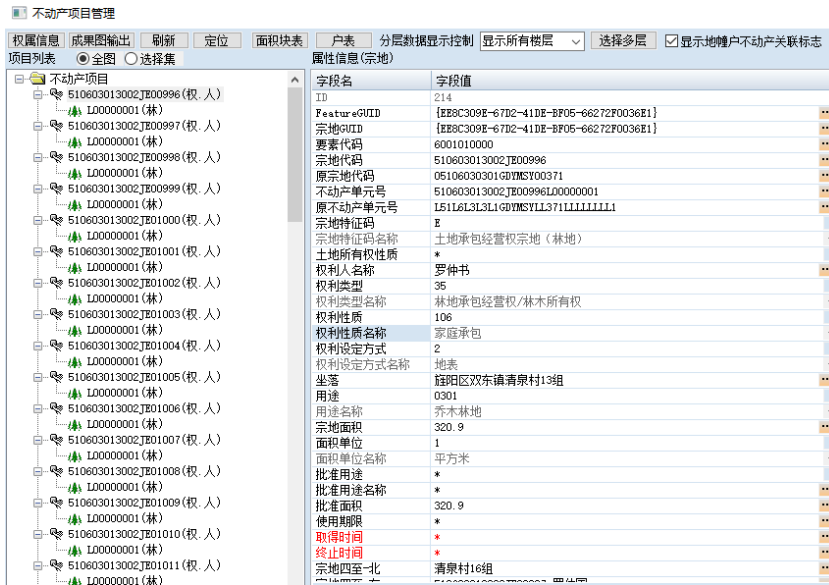 不动产项目管理
权属信息 成果图输出 刷新 定位 面积块表 户表 分层数据显示控制 显示所有楼层 选择多层 显示地幢户不动产关联标志
项目列表 全图 选择集 属性信息(宗地)
不动产项目
510603013002JE00996(权.人)
L00000001(林)
510603013002JE00997(权.人)
L00000001(林)
510603013002JE00998(权.人)
L00000001(林)
510603013002JE00999(权.人)
L00000001(林)
510603013002JE01000(权.人)
L00000001(林)
510603013002JE01001(权.人)
L00000001(林)
510603013002JE01002(权.人)
L00000001(林)
510603013002JE01003(权.人)
L00000001(林)
510603013002JE01004(权.人)
L00000001(林)
510603013002JE01005(权.人)
L00000001(林)
510603013002JE01006(权.人)
L00000001(林)
510603013002JE01007(权.人)
L00000001(林)
510603013002JE01008(权.人)
L00000001(林)
510603013002JE01009(权.人)
L00000001(林)
510603013002JE01010(权.人)
L00000001(林)
510603013002JE01011(权.人)
L00000001(林)
字段名 字段值
ID 214
FeatureGUID {EE8C309E-67D2-41DE-BF05-66272F0036E1}
宗地GUID {EE8C309E-67D2-41DE-BF05-66272F0036E1}
要素代码 6001010000
宗地代码 510603013002JE00996
原宗地代码 05106030301GDYMSY00371
不动产单元号 510603013002JE00996L00000001
原不动产单元号 L51L6L3L3L1GDYMSYLL371LLLLLLLL1
宗地特征码 E
宗地特征码名称 土地承包经营权宗地（林地）
土地所有权性质 *
权利人名称 罗仲书
权利类型 35
权利类型名称 林地承包经营权/林木所有权
权利性质 106
权利性质名称 家庭承包
权利设定方式 2
权利设定方式名称 地表
坐落 旌阳区双东镇清泉村13组
用途 0301
用途名称 乔木林地
宗地面积 320.9
面积单位 1
面积单位名称 平方米
批准用途 *
批准用途名称 *
批准面积 320.9
使用期限 *
取得时间 *
终止时间 *
宗地四至-北 清泉村16组